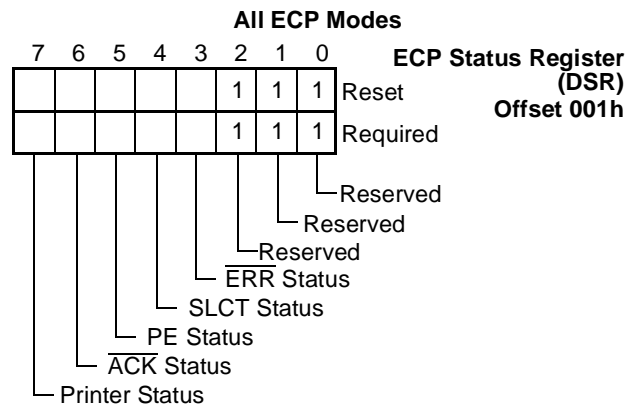 All ECP Modes
7 6 5 4 3 2 1 0
ECP Status Register
(DSR)
Offset 001h
1 1 1 Reset
1 1 1 Required
Reserved
Reserved
Reserved
ERR Status
SLCT Status
PE Status
ACK Status
Printer Status